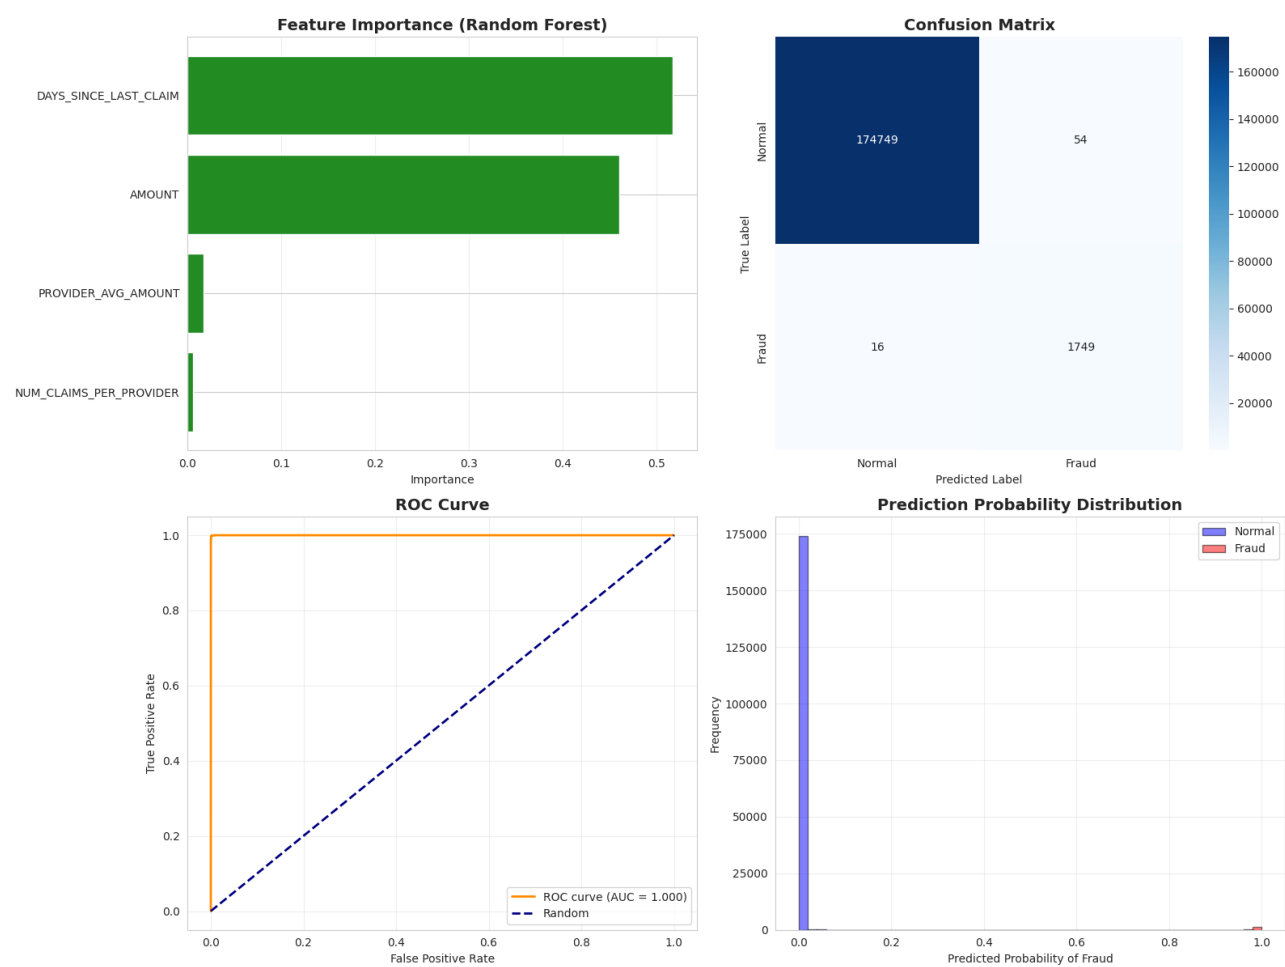 Feature Importance (Random Forest)
DAYS_SINCE_LAST_CLAIM
AMOUNT
PROVIDER_AVG_AMOUNT
NUM_CLAIMS_PER_PROVIDER
0.0 0.1 0.2 0.3 0.4 0.5
Importance
Confusion Matrix
True Label
Normal
Fraud
174749 54
16 1749
Normal Fraud
Predicted Label
160000
140000
120000
100000
80000
60000
40000
20000
ROC Curve
True Positive Rate
1.0
0.8
0.6
0.4
0.2
0.0
ROC curve (AUC = 1.000)
Random
0.0 0.2 0.4 0.6 0.8 1.0
False Positive Rate
Prediction Probability Distribution
Frequency
175000
150000
125000
100000
75000
50000
25000
0
Normal
Fraud
0.0 0.2 0.4 0.6 0.8 1.0
Predicted Probability of Fraud